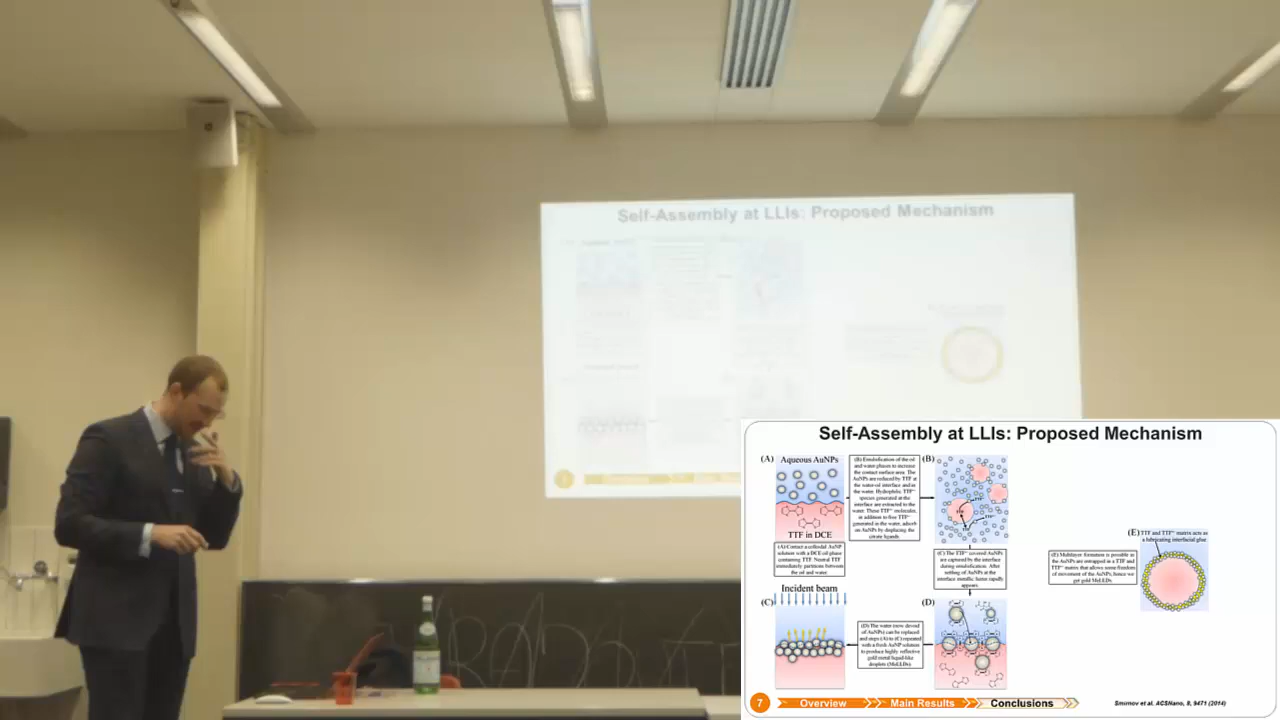 Self-Assembly at LLIs: Proposed Mechanism
Self-Assembly at LLIs: Proposed Mechanism
(A)
Aqueous AuNPs
TTF in DCE
(A) Contact a colloidal AuNP
solution with a DCE oil phase
containing TTF. Neutral TTF
immediately partitions between
the oil and water.
(B) Emulsification of the oil
and water phases to increase
the contact surface area. The
AuNPs are reduced by TTF at
the water-oil interface and in
the water. Hydrophilic TTF
species generated at the
interface are extracted to the
water. These TTF molecules,
in addition to free TTF
generated in the water, adsorb
on AuNPs by displacing the
citrate ligands.
(B)
(C) The TTF covered AuNPs
are captured by the interface
during emulsification. After
settling of AuNPs at the
interface metallic lustre rapidly
appears.
(E)
TTF and TTF matrix acts as
a lubricating interfacial glue
(E) Multilayer formation is possible as
the AuNPs are entrapped in a TTF and
TTF matrix that allows some freedom
of movement of the AuNPs, hence we
get gold MeLLDs.
Incident beam
(C)
(D) The water (now devoid
of AuNPs) can be replaced
and steps (A) to (C) repeated
with a fresh AuNP solution
to produce highly reflective
gold metal liquid-like
droplets (MeLLDs).
(D)
7
Overview
Main Results
Conclusions
Smirnov et al. ACSNano, 8, 9471 (2014)